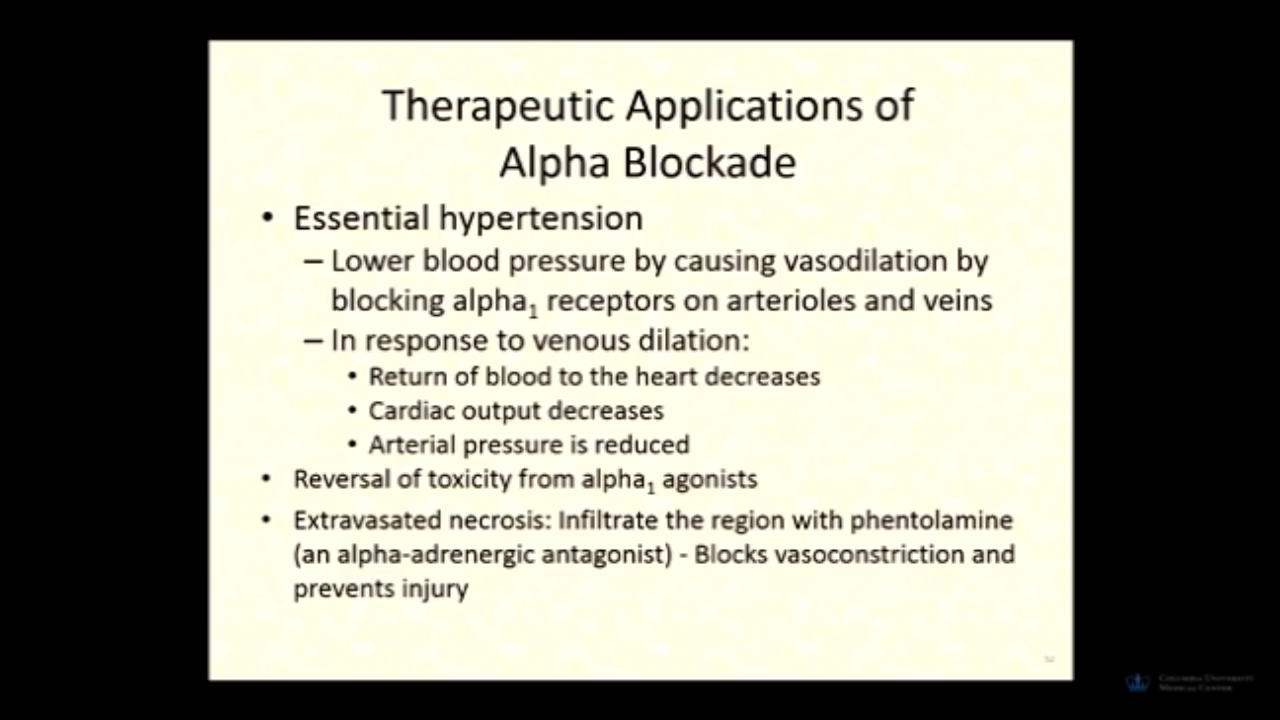 Therapeutic Applications of
Alpha Blockade
• Essential hypertension
– Lower blood pressure by causing vasodilation by
blocking alpha₁ receptors on arterioles and veins
– In response to venous dilation:
• Return of blood to the heart decreases
• Cardiac output decreases
• Arterial pressure is reduced
• Reversal of toxicity from alpha₁ agonists
• Extravasated necrosis: Infiltrate the region with phentolamine
(an alpha-adrenergic antagonist) - Blocks vasoconstriction and
prevents injury
Columbia University
Medical Center